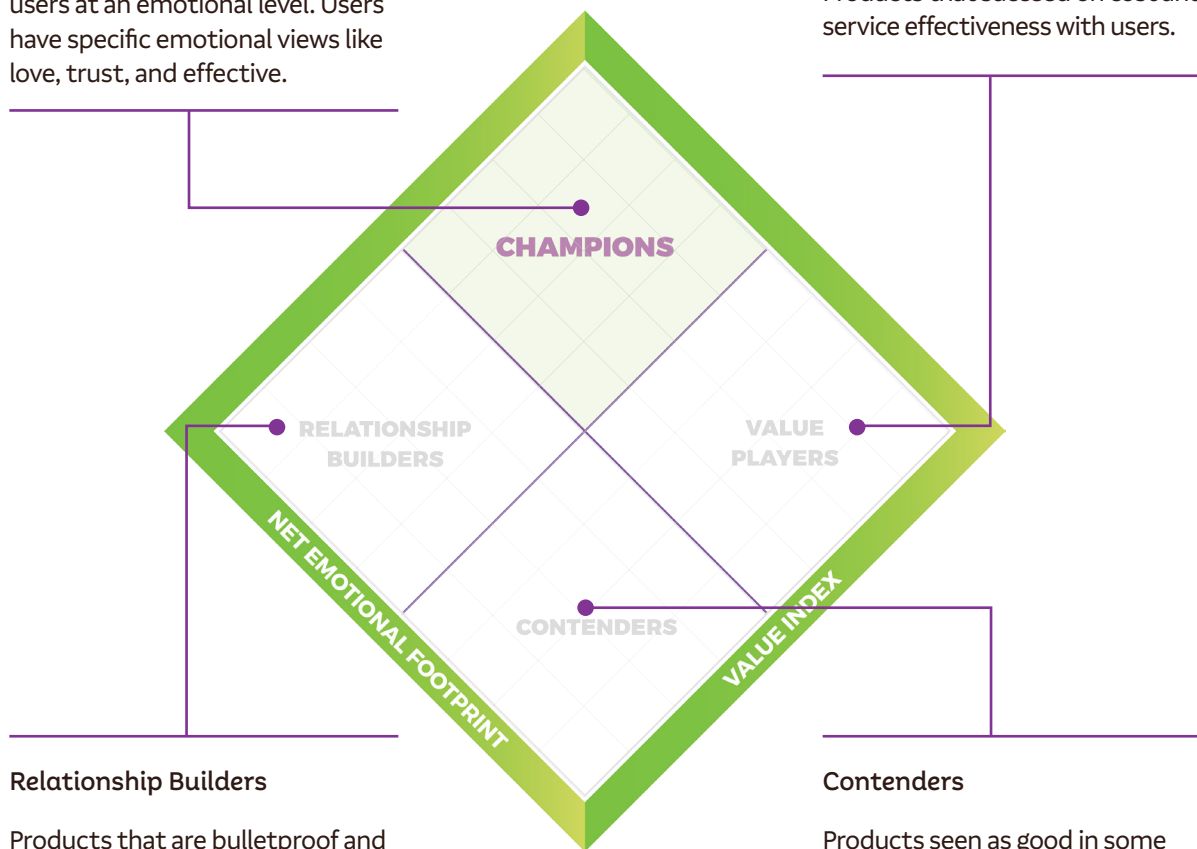 users at an emotional level. Users
have specific emotional views like
love, trust, and effective.
service effectiveness with users.
CHAMPIONS
RELATIONSHIP
BUILDERS
VALUE
PLAYERS
CONTENDERS
NET EMOTIONAL FOOTPRINT
VALUE INDEX
Relationship Builders
Products that are bulletproof and
Contenders
Products seen as good in some